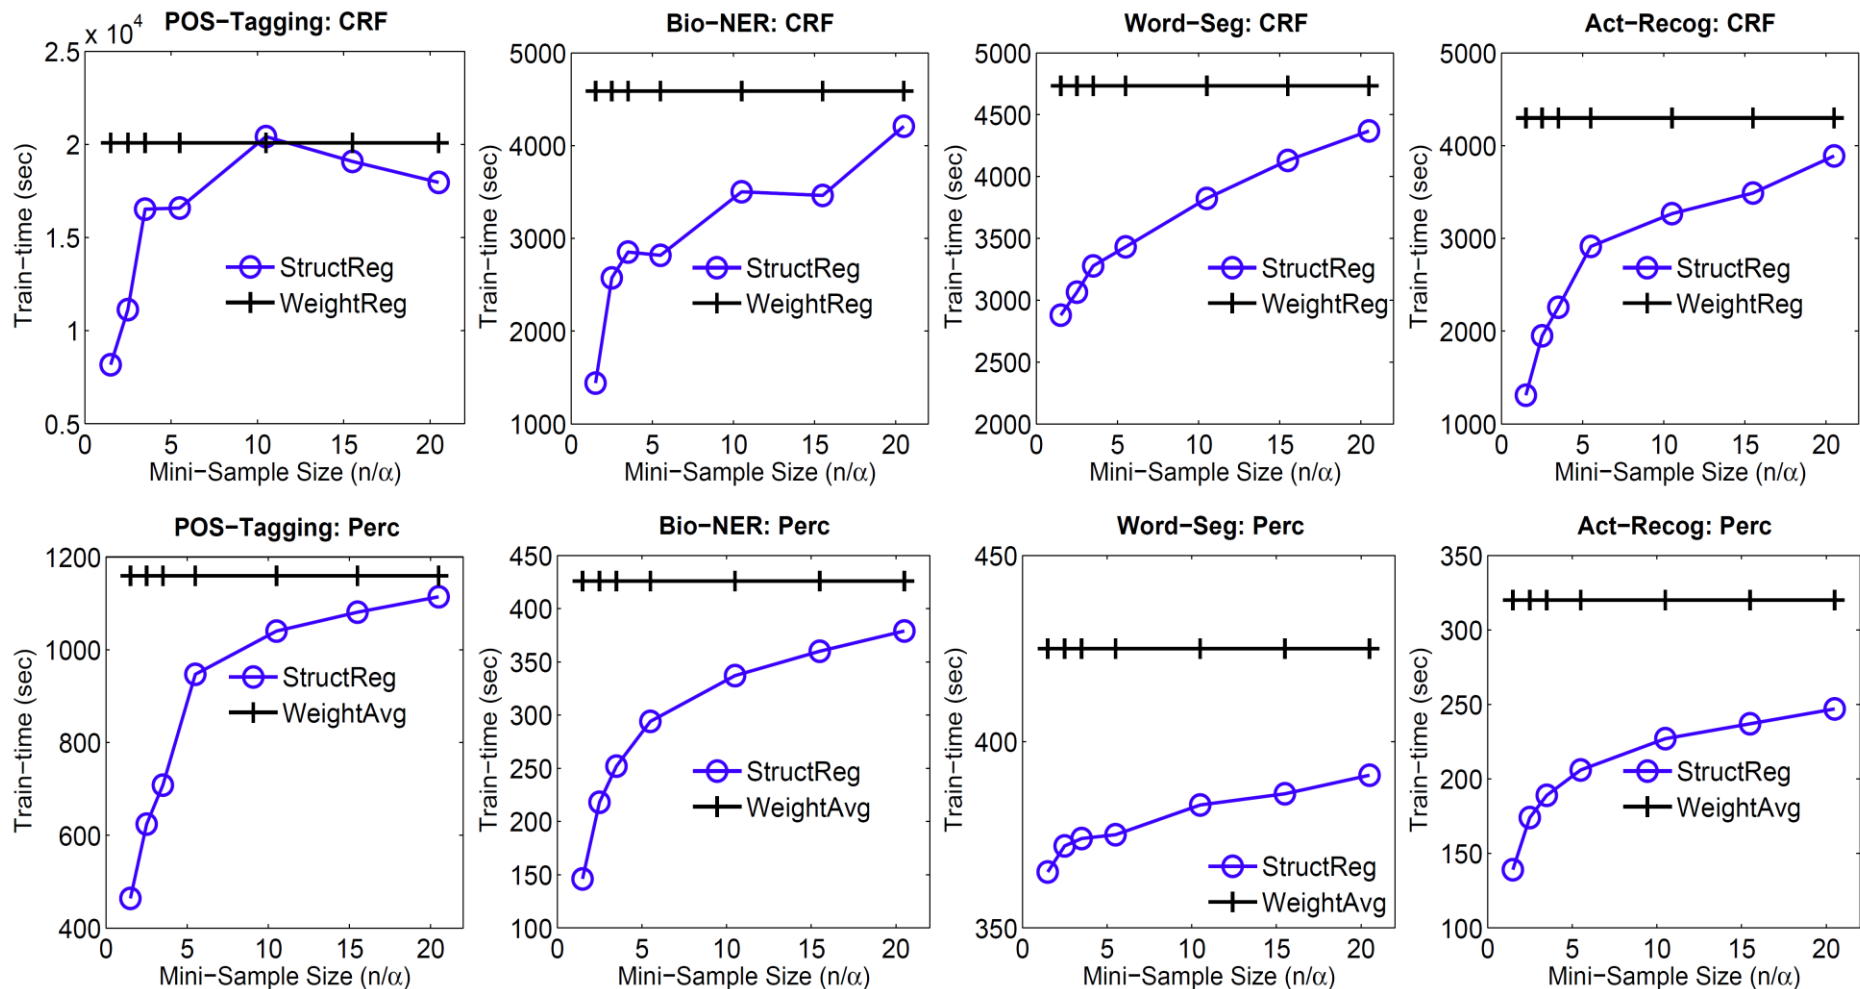 POS−Tagging: CRF
x 10^4
2.5
2
1.5
1
0.5
0 5 10 15 20
Train−time (sec)
Mini−Sample Size (n/α)
StructReg
WeightReg
Bio−NER: CRF
5000
4000
3000
2000
1000
0 5 10 15 20
Train−time (sec)
Mini−Sample Size (n/α)
StructReg
WeightReg
Word−Seg: CRF
5000
4500
4000
3500
3000
2500
2000
0 5 10 15 20
Train−time (sec)
Mini−Sample Size (n/α)
StructReg
WeightReg
Act−Recog: CRF
5000
4000
3000
2000
1000
0 5 10 15 20
Train−time (sec)
Mini−Sample Size (n/α)
StructReg
WeightReg
POS−Tagging: Perc
1200
1000
800
600
400
0 5 10 15 20
Train−time (sec)
Mini−Sample Size (n/α)
StructReg
WeightAvg
Bio−NER: Perc
450
400
350
300
250
200
150
100
0 5 10 15 20
Train−time (sec)
Mini−Sample Size (n/α)
StructReg
WeightAvg
Word−Seg: Perc
450
400
350
0 5 10 15 20
Train−time (sec)
Mini−Sample Size (n/α)
StructReg
WeightAvg
Act−Recog: Perc
350
300
250
200
150
100
0 5 10 15 20
Train−time (sec)
Mini−Sample Size (n/α)
StructReg
WeightAvg